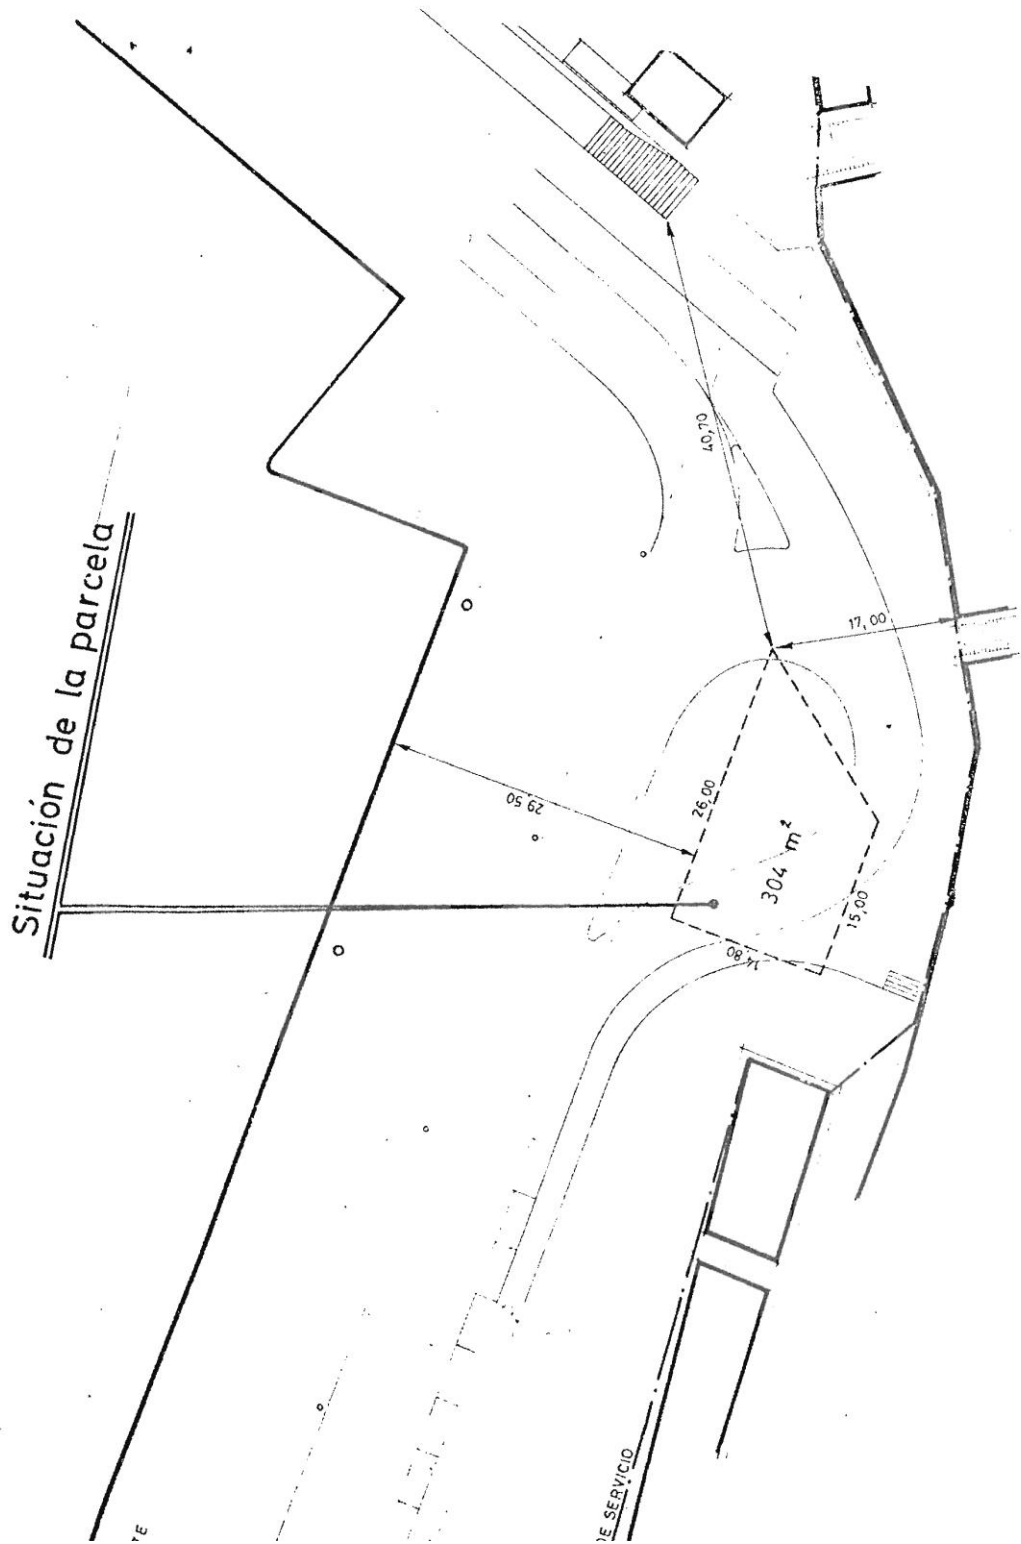 Situación de la parcela
40,70
17,00
29,50
26,00
304 m²
15,00
14,80
DE SERVICIO